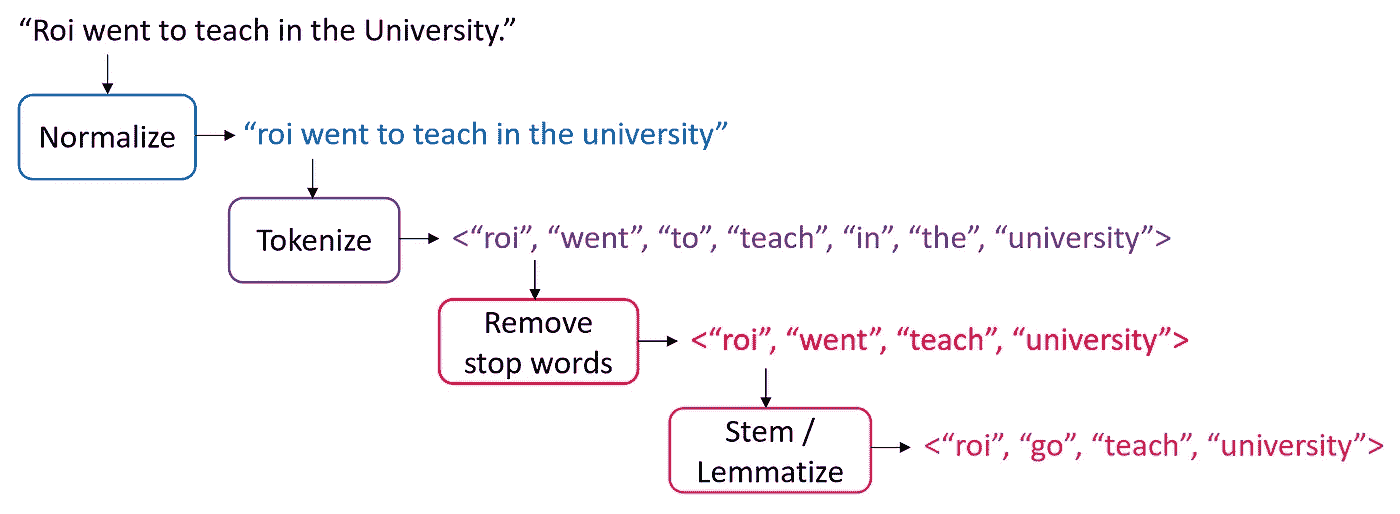 “Roi went to teach in the University.”
Normalize
“roi went to teach in the university”
Tokenize
<“roi”, “went”, “to”, “teach”, “in”, “the”, “university”>
Remove
stop words
<“roi”, “went”, “teach”, “university”>
Stem /
Lemmatize
<“roi”, “go”, “teach”, “university”>